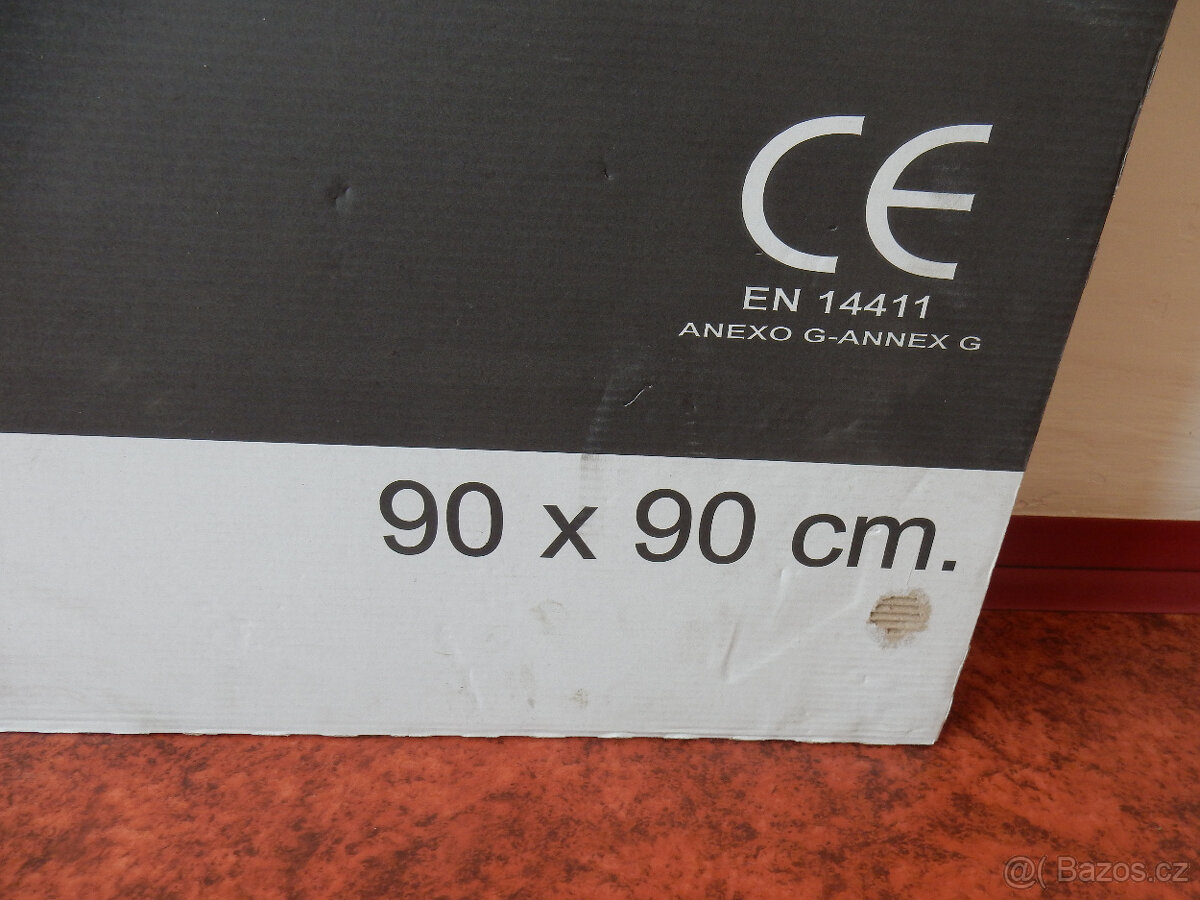 CE
EN 14411
ANEXO G-ANNEX G
90 x 90 cm.
@( Bazos.cz